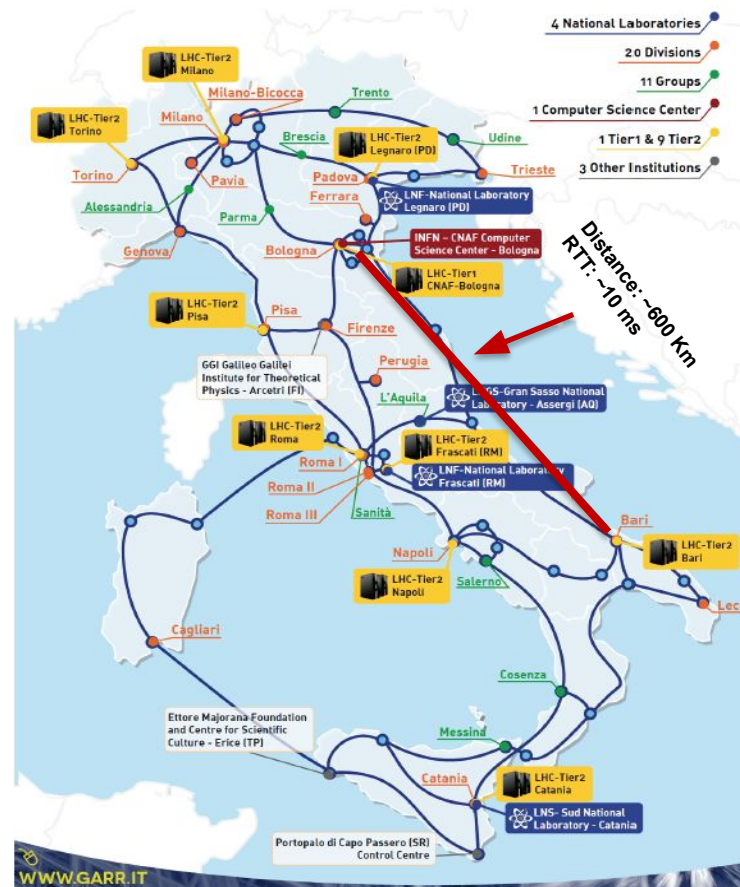 4 National Laboratories
20 Divisions
11 Groups
1 Computer Science Center
1 Tier1 & 9 Tier2
3 Other Institutions
LHC-Tier2
Milano
Milano-Bicocca
Trento
LHC-Tier2
Torino
Milano
Brescia
LHC-Tier2
Legnaro (PD)
Udine
Torino
Pavia
Padova
Trieste
Alessandria
Ferrara
LNF-National Laboratory
Legnaro (PD)
Parma
Genova
Bologna
INFN - CNAF Computer
Science Center - Bologna
LHC-Tier1
CNAF-Bologna
Distance: ~600 Km
RTT: ~10 ms
LHC-Tier2
Pisa
Pisa
Firenze
GGI Galileo Galilei
Institute for Theoretical
Physics - Arcetri (FI)
Perugia
L'Aquila
GS-Gran Sasso National
Laboratory - Assergi (AQ)
LHC-Tier2
Roma
LHC-Tier2
Frascati (RM)
Roma I
LNF-National Laboratory
Frascati (RM)
Roma II
Roma III
Sanità
Bari
LHC-Tier2
Bari
Napoli
LHC-Tier2
Napoli
Salerno
Lec
Cagliari
Cosenza
Ettore Majorana Foundation
and Centre for Scientific
Culture - Erice (TP)
Messina
Catania
LHC-Tier2
Catania
LNS- Sud National
Laboratory - Catania
Portopalo di Capo Passero (SR)
Control Centre
WWW.GARR.IT